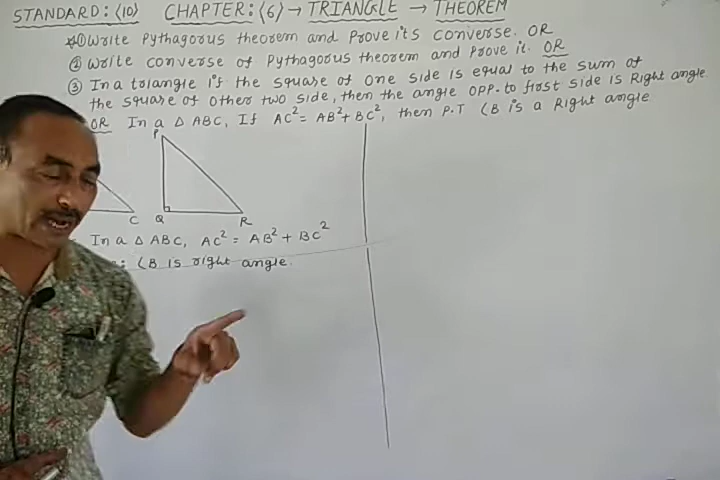 STANDARD: (10) CHAPTER: (6) → TRIANGLE → THEOREM
① Write Pythagorus theorem and Prove it's converse. OR
② Write converse of Pythagorus theorem and Prove it. OR
③ In a triangle if the square of one side is equal to the sum of
the square of other two side, then the angle opp. to first side is Right angle
OR In a △ ABC, If AC² = AB² + BC², then P.T ∠B is a Right angle
P
C Q R
In a △ ABC, AC² = AB² + BC²
: ∠B is right angle.